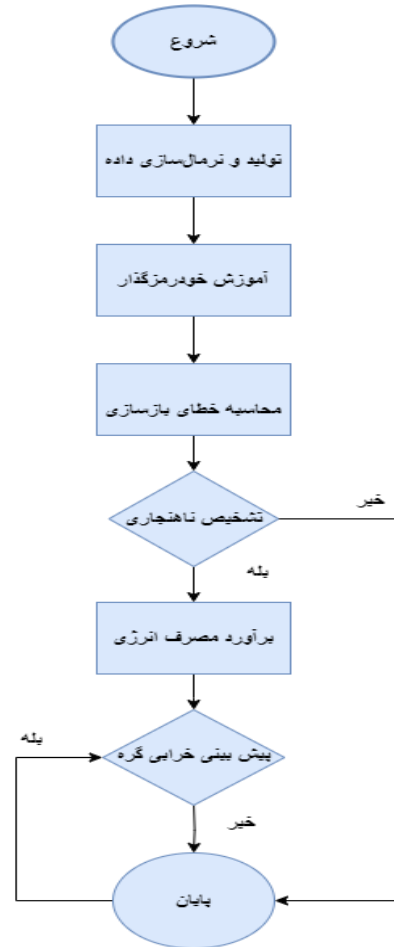 شروع
تولید و نرمال‌سازی داده
آموزش خودرمزگذار
محاسبه خطای بازسازی
تشخیص ناهنجاری
خیر
بله
برآورد مصرف انرژی
بله
پیش بینی خرابی گره
خیر
پایان